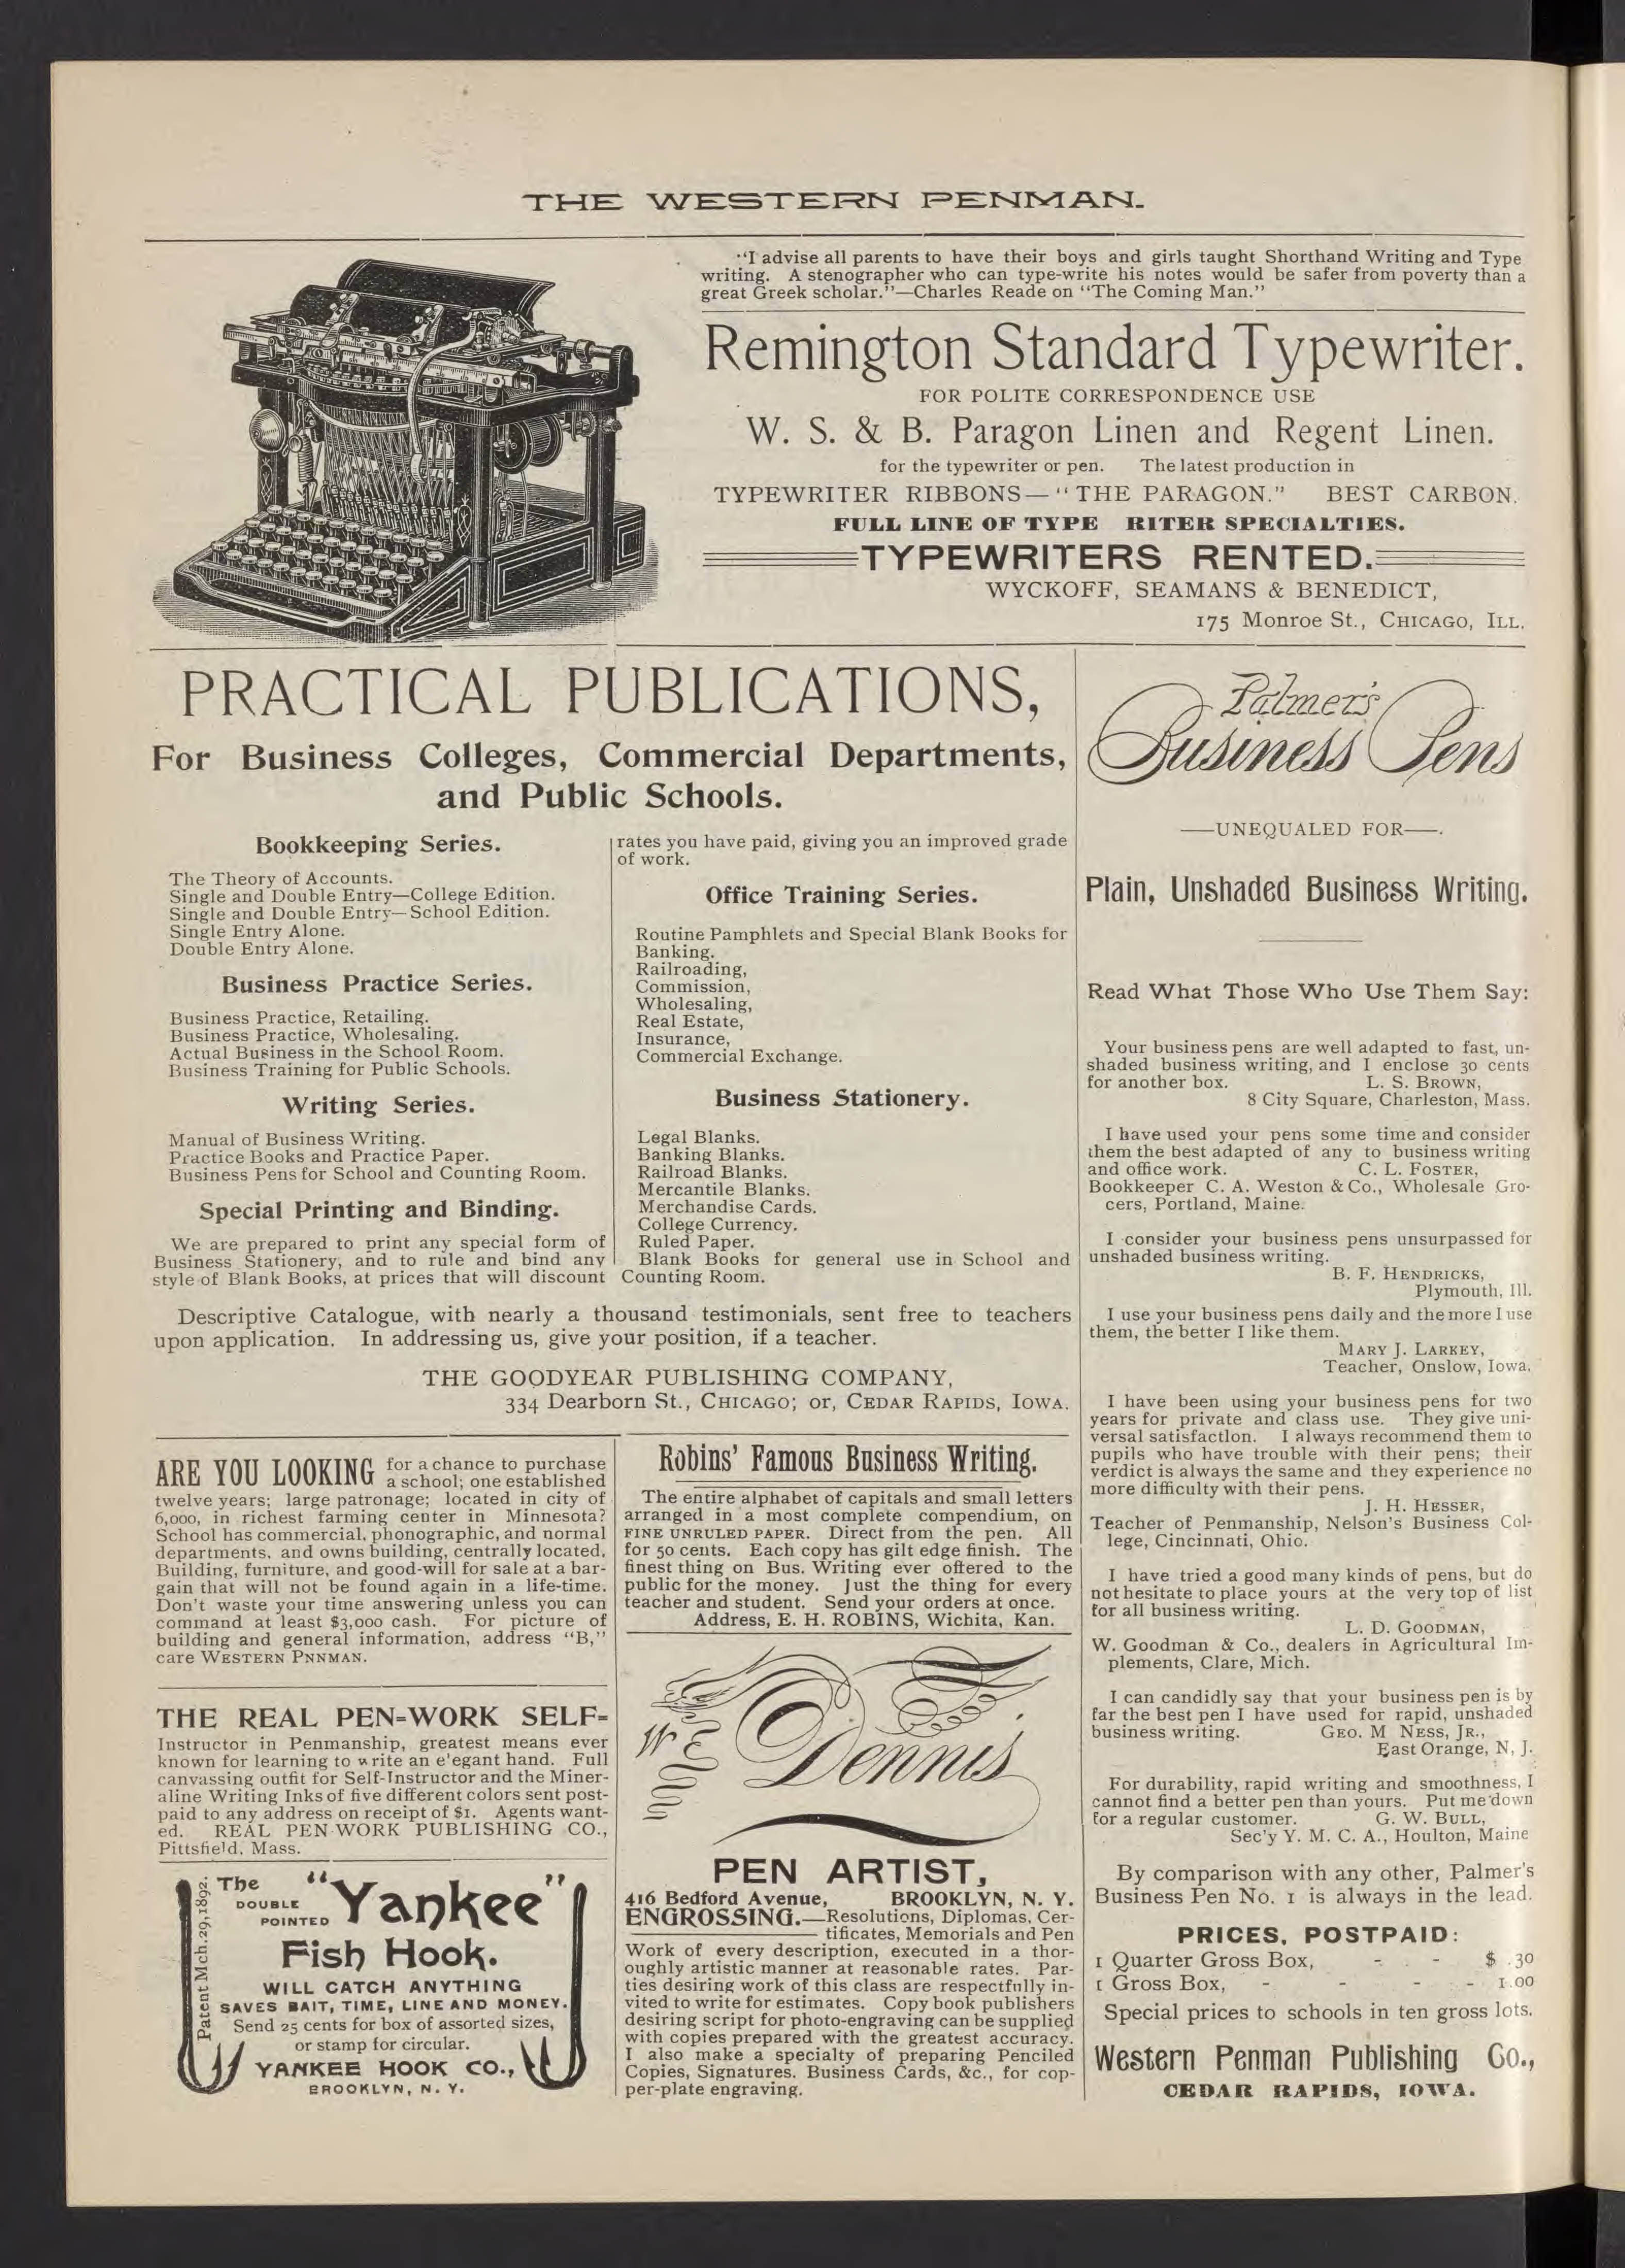 THE WESTERN PENMAN.
"I advise all parents to have their boys and girls taught Shorthand Writing and Type
writing. A stenographer who can type-write his notes would be safer from poverty than a
great Greek scholar."—Charles Reade on "The Coming Man."
Remington Standard Typewriter.
FOR POLITE CORRESPONDENCE USE
W. S. & B. Paragon Linen and Regent Linen.
for the typewriter or pen. The latest production in
TYPEWRITER RIBBONS—"THE PARAGON." BEST CARBON.
FULL LINE OF TYPE RITER SPECIALTIES.
TYPEWRITERS RENTED.
WYCKOFF, SEAMANS & BENEDICT,
175 Monroe St., CHICAGO, ILL.
PRACTICAL PUBLICATIONS,
For Business Colleges, Commercial Departments,
and Public Schools.
Bookkeeping Series.
The Theory of Accounts.
Single and Double Entry—College Edition.
Single and Double Entry—School Edition.
Single Entry Alone.
Double Entry Alone.
Business Practice Series.
Business Practice, Retailing.
Business Practice, Wholesaling.
Actual Business in the School Room.
Business Training for Public Schools.
Writing Series.
Manual of Business Writing.
Practice Books and Practice Paper.
Business Pens for School and Counting Room.
Special Printing and Binding.
We are prepared to print any special form of
Business Stationery, and to rule and bind any
style of Blank Books, at prices that will discount
rates you have paid, giving you an improved grade
of work.
Office Training Series.
Routine Pamphlets and Special Blank Books for
Banking.
Railroading,
Commission,
Wholesaling,
Real Estate,
Insurance,
Commercial Exchange.
Business Stationery.
Legal Blanks.
Banking Blanks.
Railroad Blanks.
Mercantile Blanks.
Merchandise Cards.
College Currency.
Ruled Paper.
Blank Books for general use in School and
Counting Room.
Descriptive Catalogue, with nearly a thousand testimonials, sent free to teachers
upon application. In addressing us, give your position, if a teacher.
THE GOODYEAR PUBLISHING COMPANY,
334 Dearborn St., CHICAGO; or, CEDAR RAPIDS, IOWA.
ARE YOU LOOKING for a chance to purchase
a school; one established
twelve years; large patronage; located in city of
6,000, in richest farming center in Minnesota?
School has commercial, phonographic, and normal
departments, and owns building, centrally located.
Building, furniture, and good-will for sale at a bar-
gain that will not be found again in a life-time.
Don't waste your time answering unless you can
command at least $3,000 cash. For picture of
building and general information, address "B,"
care WESTERN PNNMAN.
THE REAL PEN-WORK SELF-
Instructor in Penmanship, greatest means ever
known for learning to write an e'egant hand. Full
canvassing outfit for Self-Instructor and the Miner-
aline Writing Inks of five different colors sent post-
paid to any address on receipt of $1. Agents want-
ed. REAL PEN WORK PUBLISHING CO.,
Pittsfield, Mass.
Patent Mch. 29, 1892.
The
DOUBLE
POINTED
"Yankee"
Fish Hook.
WILL CATCH ANYTHING
SAVES BAIT, TIME, LINE AND MONEY.
Send 25 cents for box of assorted sizes,
or stamp for circular.
YANKEE HOOK CO.,
BROOKLYN, N. Y.
Robins' Famous Business Writing.
The entire alphabet of capitals and small letters
arranged in a most complete compendium, on
FINE UNRULED PAPER. Direct from the pen. All
for 50 cents. Each copy has gilt edge finish. The
finest thing on Bus. Writing ever offered to the
public for the money. Just the thing for every
teacher and student. Send your orders at once.
Address, E. H. ROBINS, Wichita, Kan.
W E Dennis
PEN ARTIST,
416 Bedford Avenue, BROOKLYN, N. Y.
ENGROSSING.—Resolutions, Diplomas, Cer-
tificates, Memorials and Pen
Work of every description, executed in a thor-
oughly artistic manner at reasonable rates. Par-
ties desiring work of this class are respectfully in-
vited to write for estimates. Copy book publishers
desiring script for photo-engraving can be supplied
with copies prepared with the greatest accuracy.
I also make a specialty of preparing Penciled
Copies, Signatures, Business Cards, &c., for cop-
per-plate engraving.
Palmer's
Business Pens
—UNEQUALED FOR—.
Plain, Unshaded Business Writing.
Read What Those Who Use Them Say:
Your business pens are well adapted to fast, un-
shaded business writing, and I enclose 30 cents
for another box. L. S. BROWN,
8 City Square, Charleston, Mass.
I have used your pens some time and consider
them the best adapted of any to business writing
and office work. C. L. FOSTER,
Bookkeeper C. A. Weston & Co., Wholesale Gro-
cers, Portland, Maine.
I consider your business pens unsurpassed for
unshaded business writing.
B. F. HENDRICKS,
Plymouth, Ill.
I use your business pens daily and the more I use
them, the better I like them.
MARY J. LARKEY,
Teacher, Onslow, Iowa.
I have been using your business pens for two
years for private and class use. They give uni-
versal satisfaction. I always recommend them to
pupils who have trouble with their pens; their
verdict is always the same and they experience no
more difficulty with their pens.
J. H. HESSER,
Teacher of Penmanship, Nelson's Business Col-
lege, Cincinnati, Ohio.
I have tried a good many kinds of pens, but do
not hesitate to place yours at the very top of list
for all business writing.
L. D. GOODMAN,
W. Goodman & Co., dealers in Agricultural Im-
plements, Clare, Mich.
I can candidly say that your business pen is by
far the best pen I have used for rapid, unshaded
business writing. GEO. M NESS, JR.,
East Orange, N, J.
For durability, rapid writing and smoothness, I
cannot find a better pen than yours. Put me down
for a regular customer. G. W. BULL,
Sec'y Y. M. C. A., Houlton, Maine
By comparison with any other, Palmer's
Business Pen No. 1 is always in the lead.
PRICES, POSTPAID:
1 Quarter Gross Box, - - $ .30
1 Gross Box, - - - - 1.00
Special prices to schools in ten gross lots.
Western Penman Publishing Co.,
CEDAR RAPIDS, IOWA.